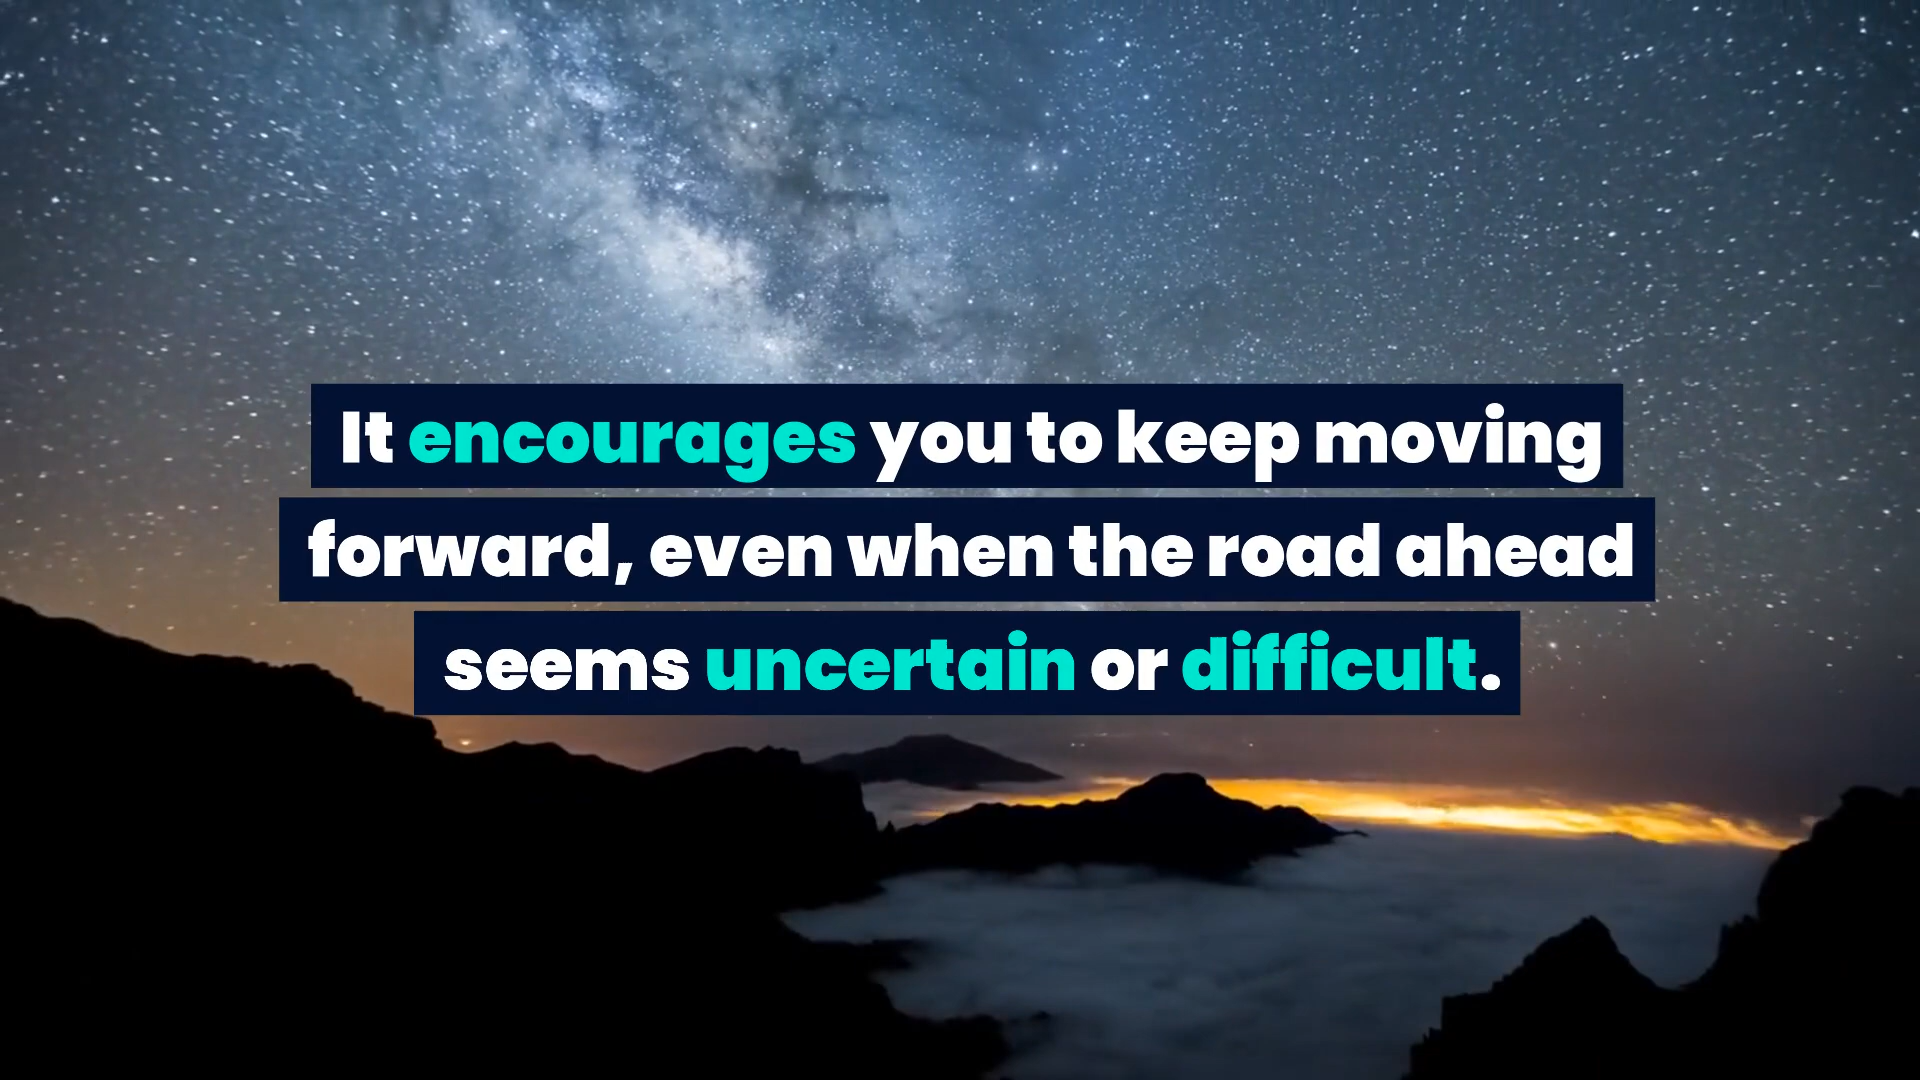 It encourages you to keep moving
forward, even when the road ahead
seems uncertain or difficult.